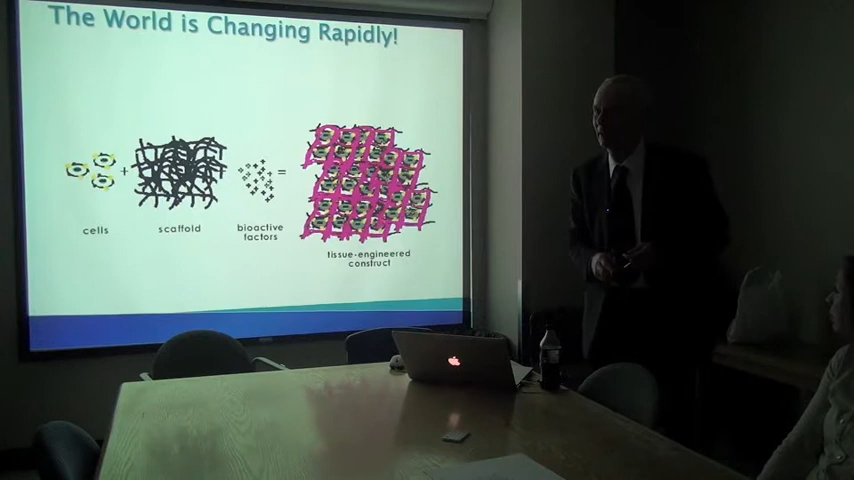 The World is Changing Rapidly!
+
=
cells
scaffold
bioactive
factors
tissue-engineered
construct